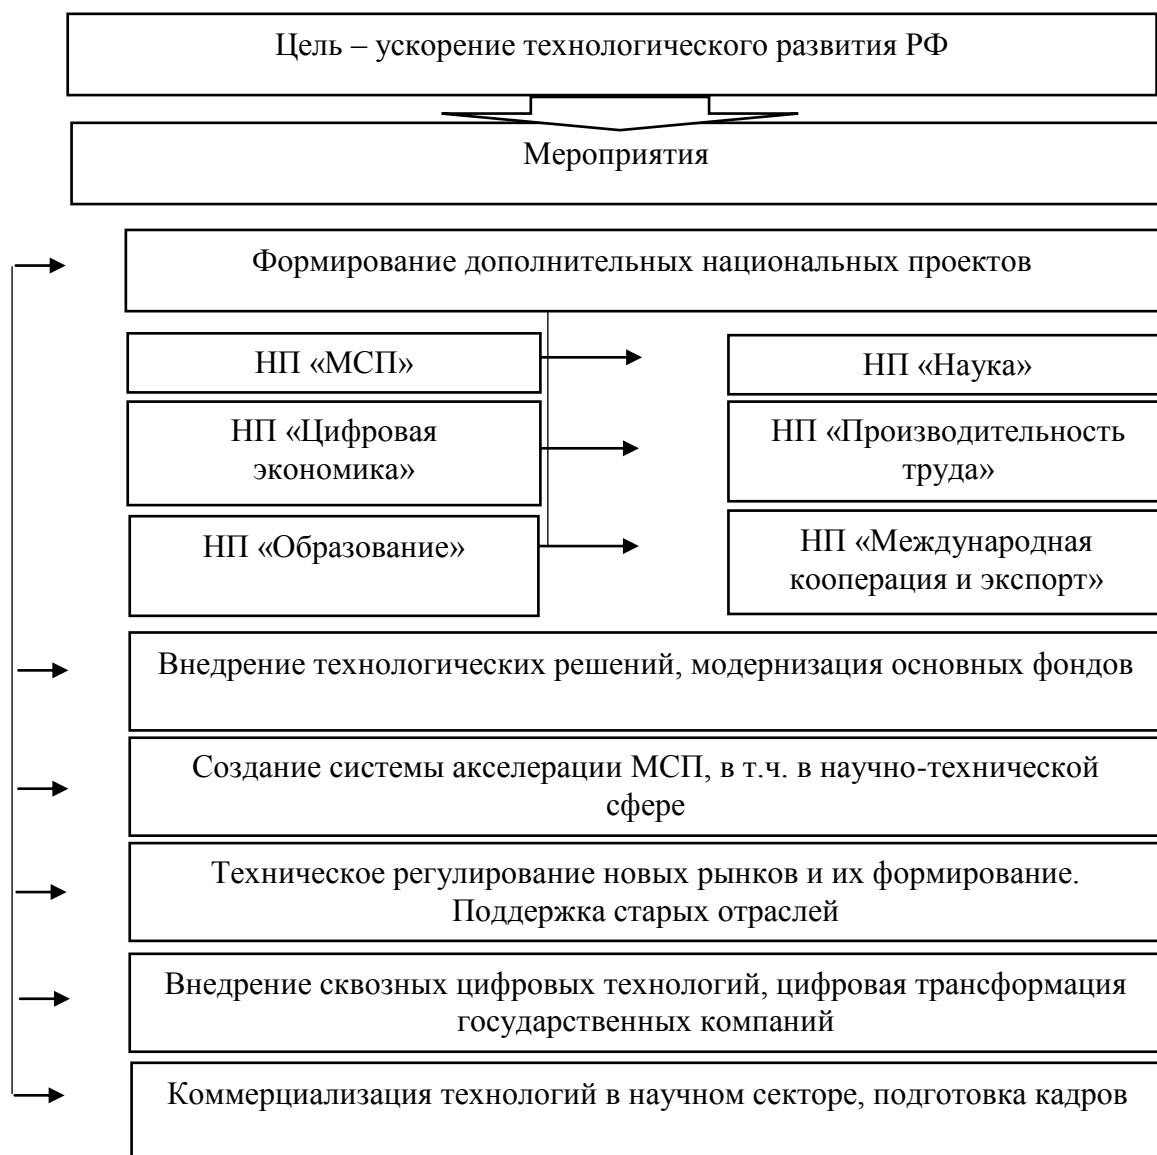 Цель – ускорение технологического развития РФ
Мероприятия
Формирование дополнительных национальных проектов
НП «МСП»
НП «Наука»
НП «Цифровая
экономика»
НП «Производительность
труда»
НП «Образование»
НП «Международная
кооперация и экспорт»
Внедрение технологических решений, модернизация основных фондов
Создание системы акселерации МСП, в т.ч. в научно-технической
сфере
Техническое регулирование новых рынков и их формирование.
Поддержка старых отраслей
Внедрение сквозных цифровых технологий, цифровая трансформация
государственных компаний
Коммерциализация технологий в научном секторе, подготовка кадров